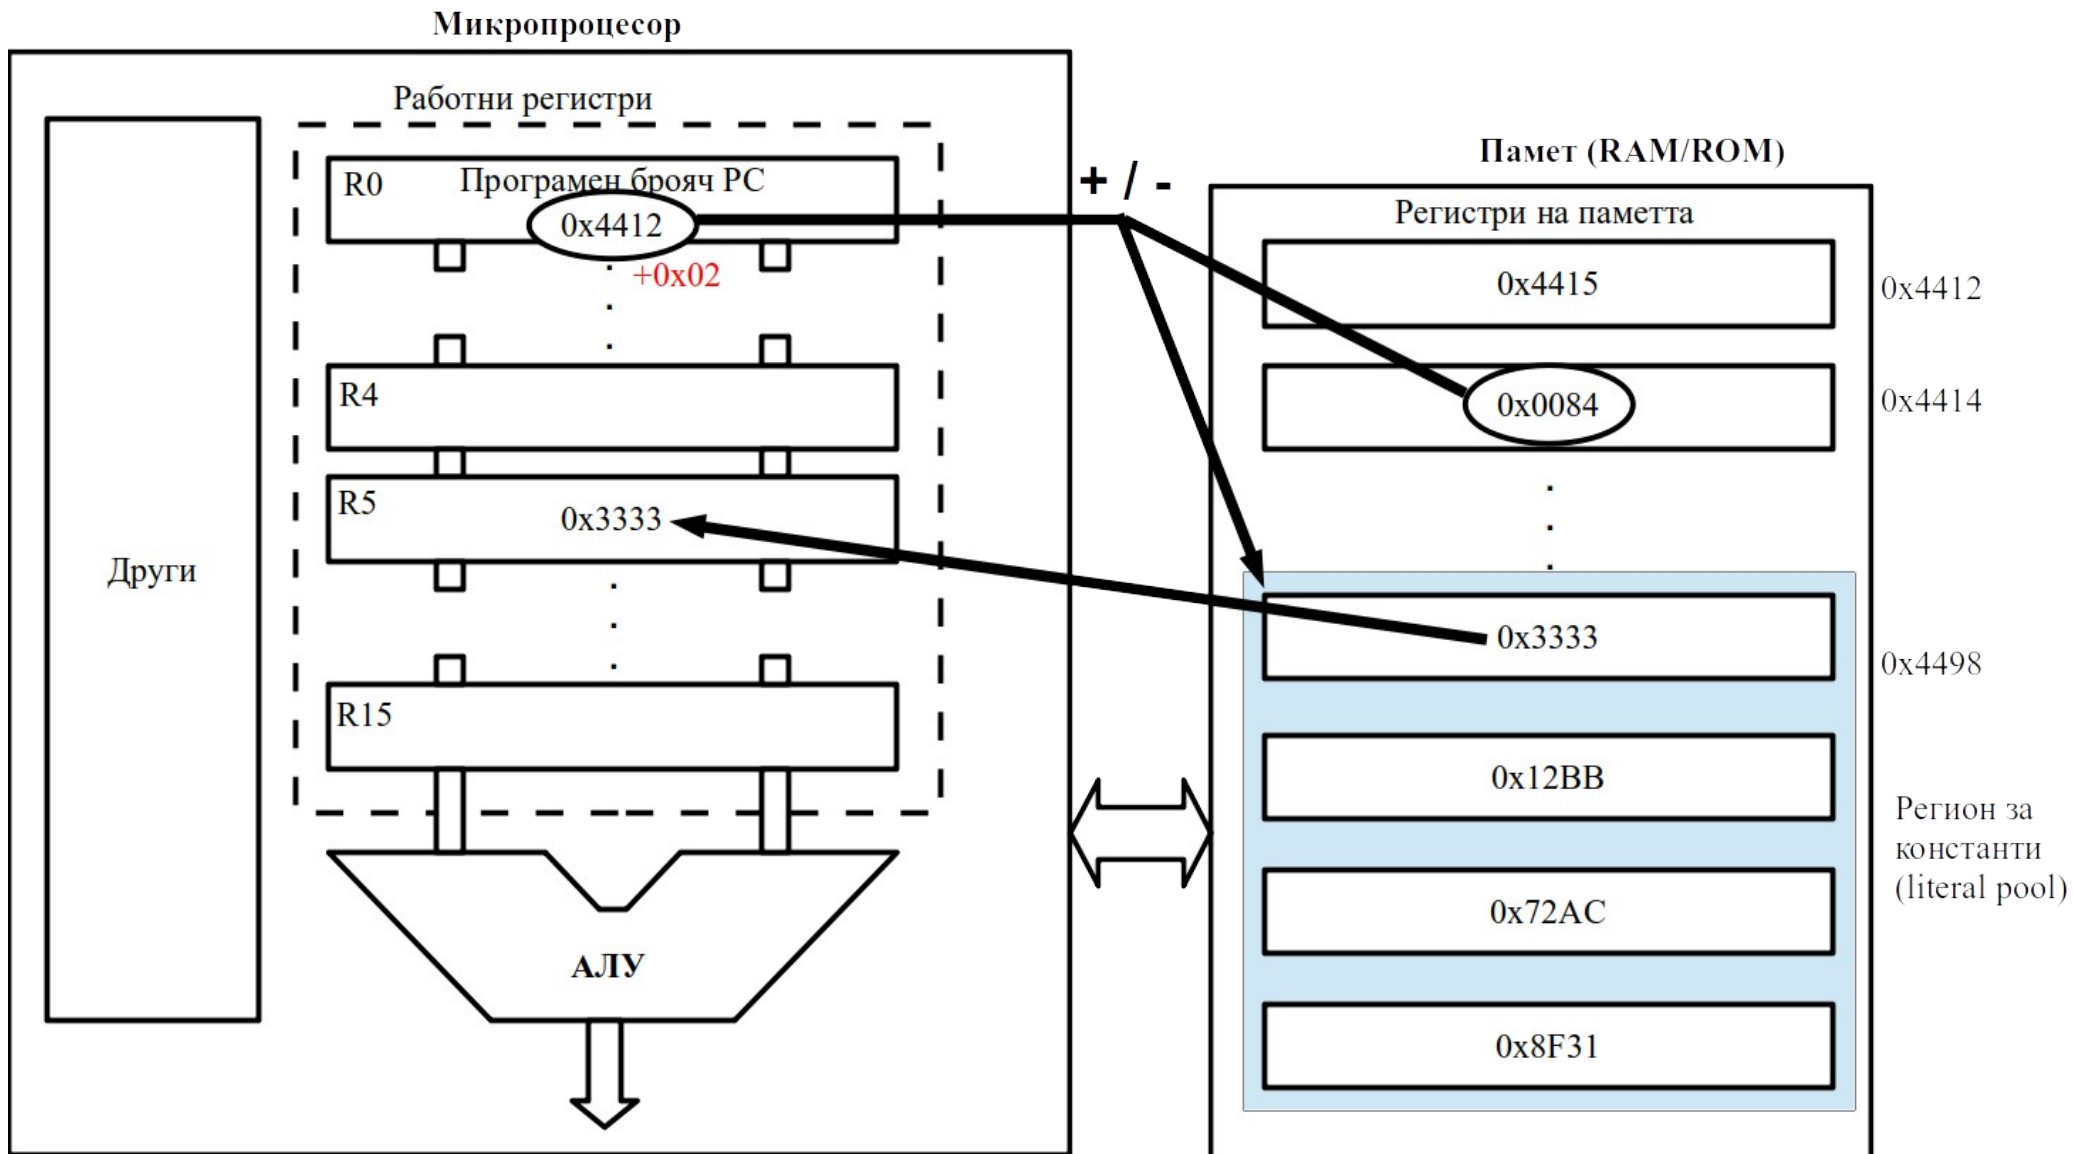 Микропроцесор
Работни регистри
R0
Програмен брояч PC
0x4412
+0x02
R4
R5
0x3333
R15
Други
АЛУ
+ / -
Памет (RAM/ROM)
Регистри на паметта
0x4415
0x4412
0x0084
0x4414
0x3333
0x4498
0x12BB
0x72AC
0x8F31
Регион за
константи
(literal pool)